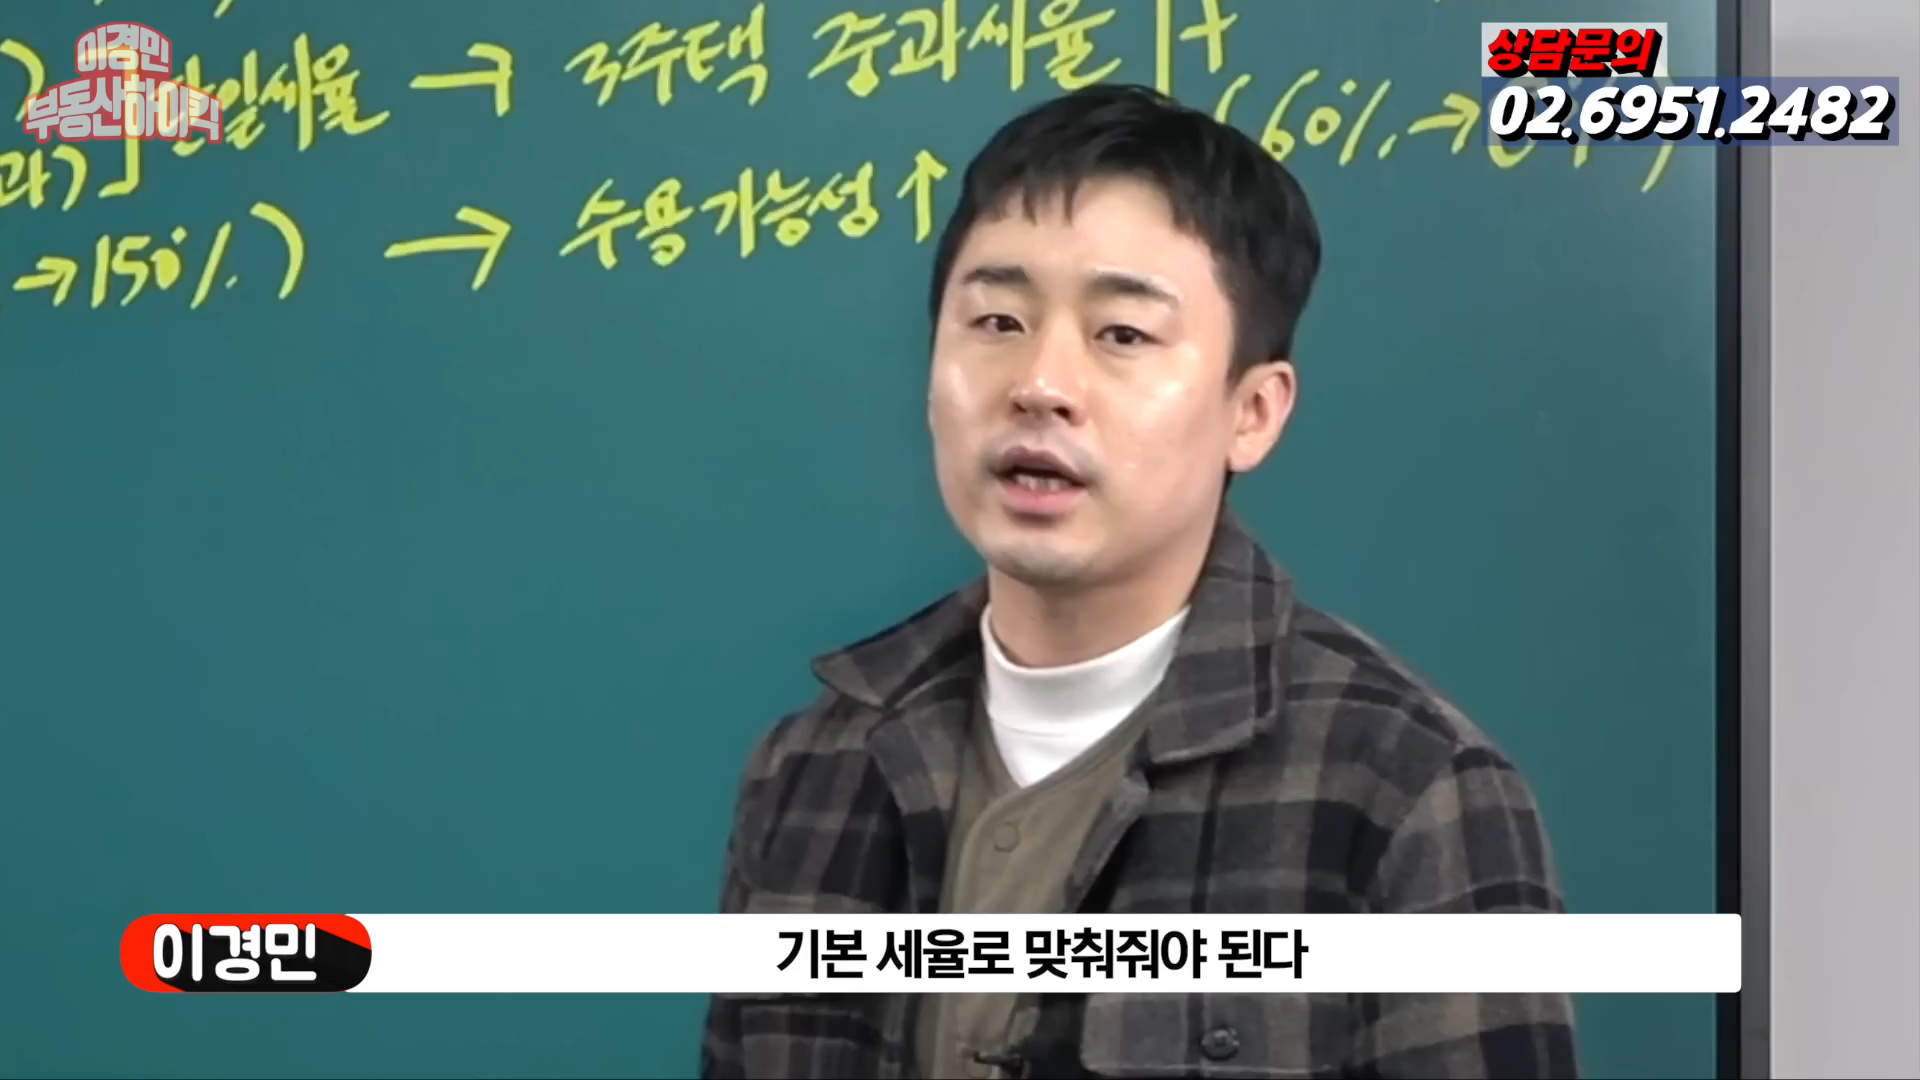 이경민
부동산하이킥
상담문의
02.6951.2482
단일세율 → 3주택 중과세율
60%. →
→150%.) → 수용가능성↑
이경민
기본 세율로 맞춰줘야 된다